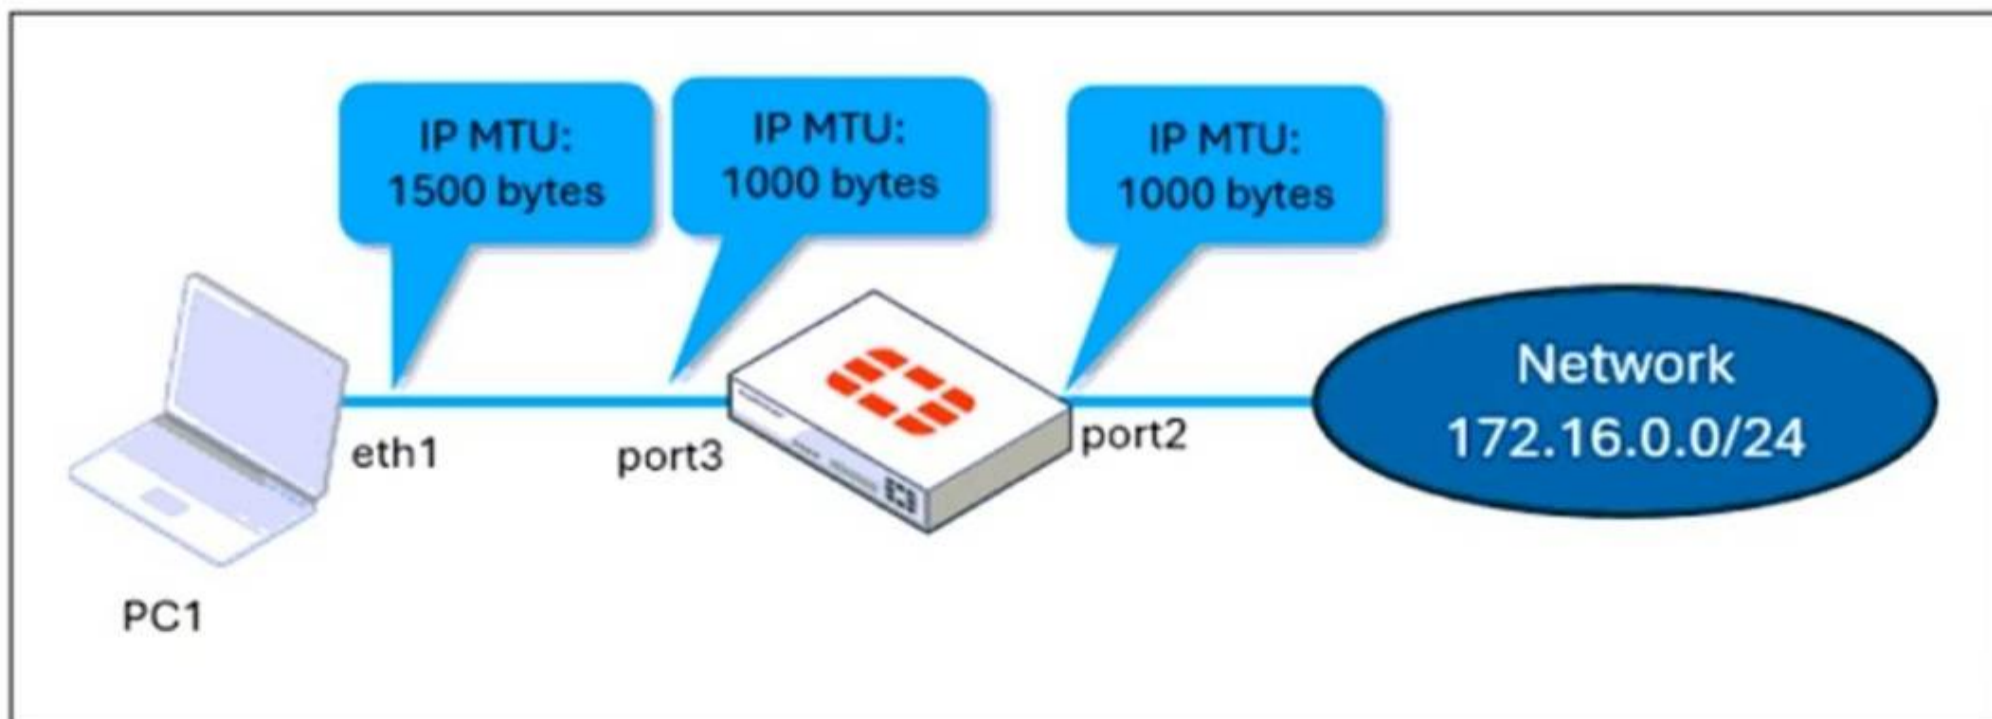 IP MTU:
1500 bytes
IP MTU:
1000 bytes
IP MTU:
1000 bytes
eth1
port3
port2
Network
172.16.0.0/24
PC1